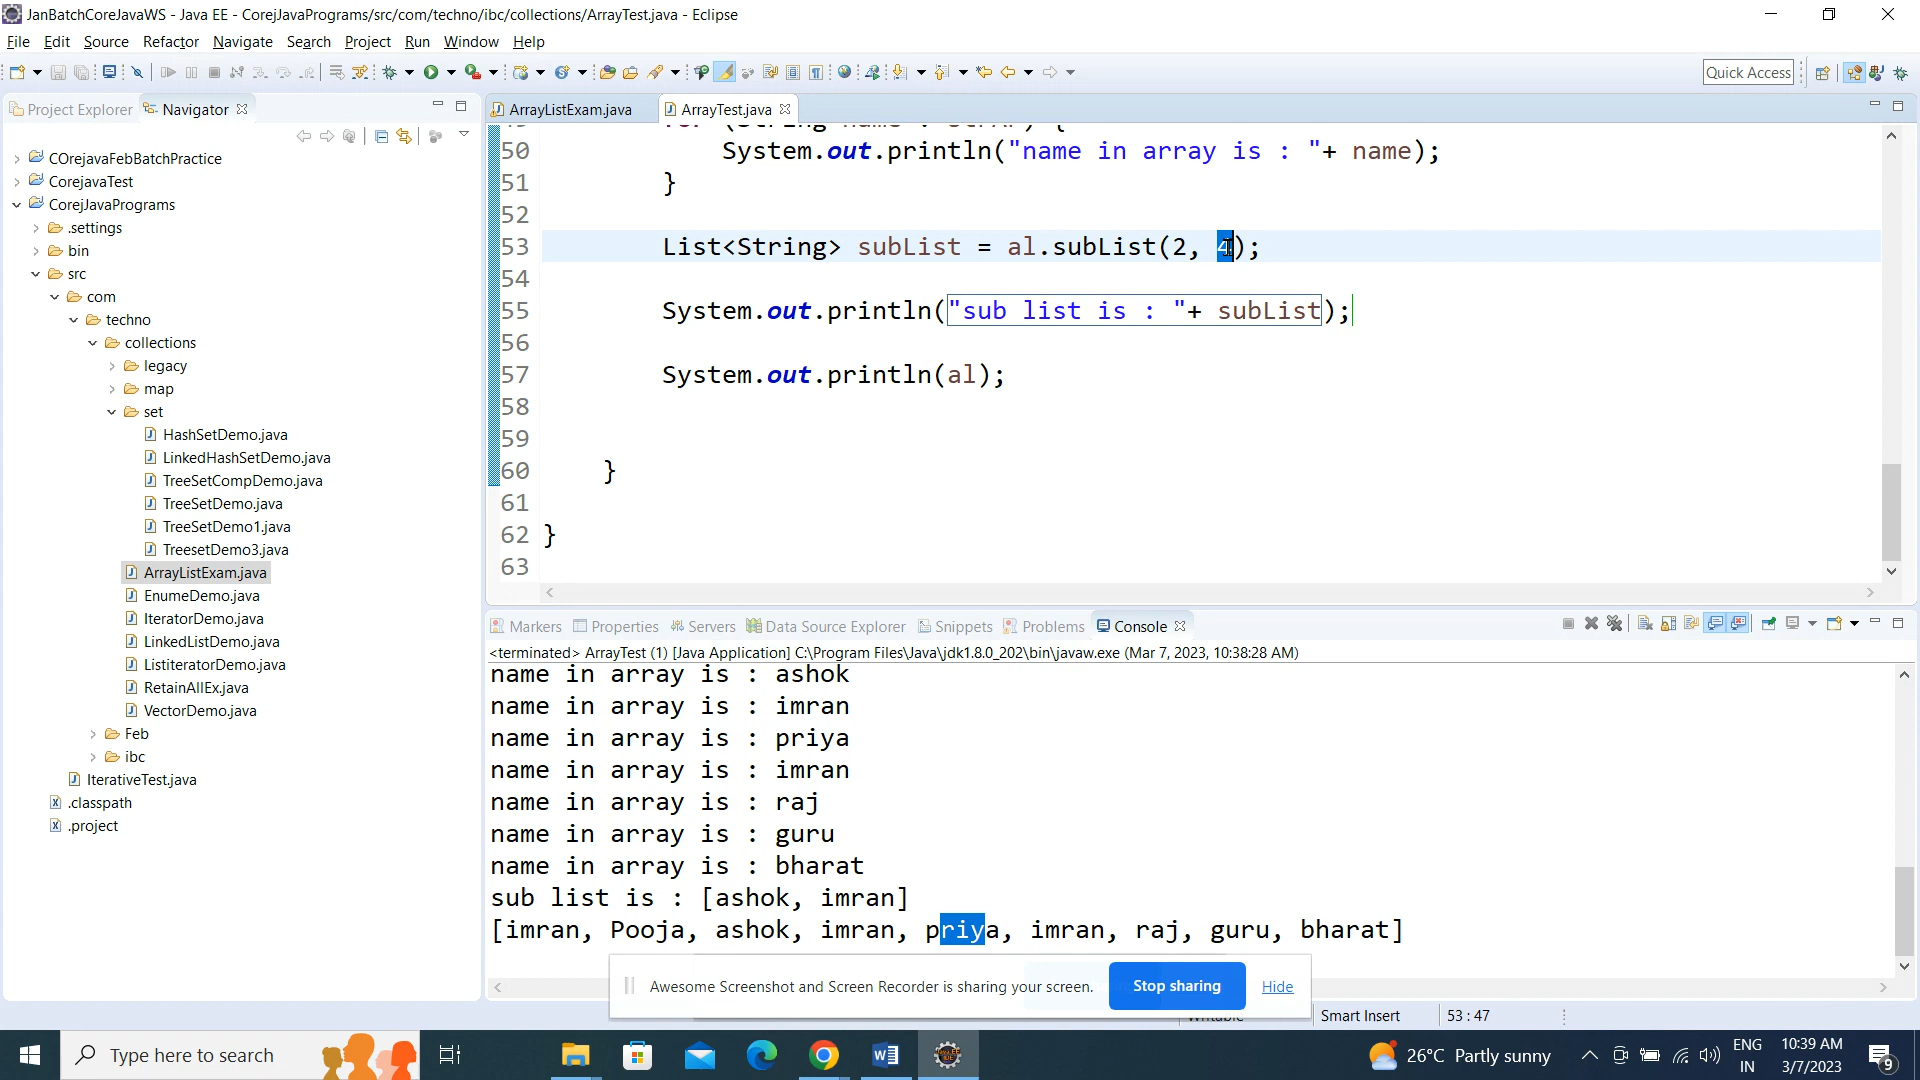 JanBatchCoreJavaWS - Java EE - CorejJavaPrograms/src/com/techno/ibc/collections/ArrayTest.java - Eclipse
File Edit Source Refactor Navigate Search Project Run Window Help
Quick Access
Project Explorer Navigator
COrejavaFebBatchPractice
CorejavaTest
CorejJavaPrograms
.settings
bin
src
com
techno
collections
legacy
map
set
HashSetDemo.java
LinkedHashSetDemo.java
TreeSetCompDemo.java
TreeSetDemo.java
TreeSetDemo1.java
TreesetDemo3.java
ArrayListExam.java
EnumeDemo.java
IteratorDemo.java
LinkedListDemo.java
ListiteratorDemo.java
RetainAllEx.java
VectorDemo.java
Feb
ibc
IterativeTest.java
.classpath
.project
ArrayListExam.java ArrayTest.java
50 System.out.println("name in array is : "+ name);
51 }
52
53 List<String> subList = al.subList(2, 4);
54
55 System.out.println("sub list is : "+ subList);
56
57 System.out.println(al);
58
59
60 }
61
62 }
63
Markers Properties Servers Data Source Explorer Snippets Problems Console
<terminated> ArrayTest (1) [Java Application] C:\Program Files\Java\jdk1.8.0_202\bin\javaw.exe (Mar 7, 2023, 10:38:28 AM)
name in array is : ashok
name in array is : imran
name in array is : priya
name in array is : imran
name in array is : raj
name in array is : guru
name in array is : bharat
sub list is : [ashok, imran]
[imran, Pooja, ashok, imran, priya, imran, raj, guru, bharat]
Awesome Screenshot and Screen Recorder is sharing your screen. Stop sharing Hide
Smart Insert 53 : 47
Type here to search
26°C Partly sunny
ENG
IN
10:39 AM
3/7/2023
9